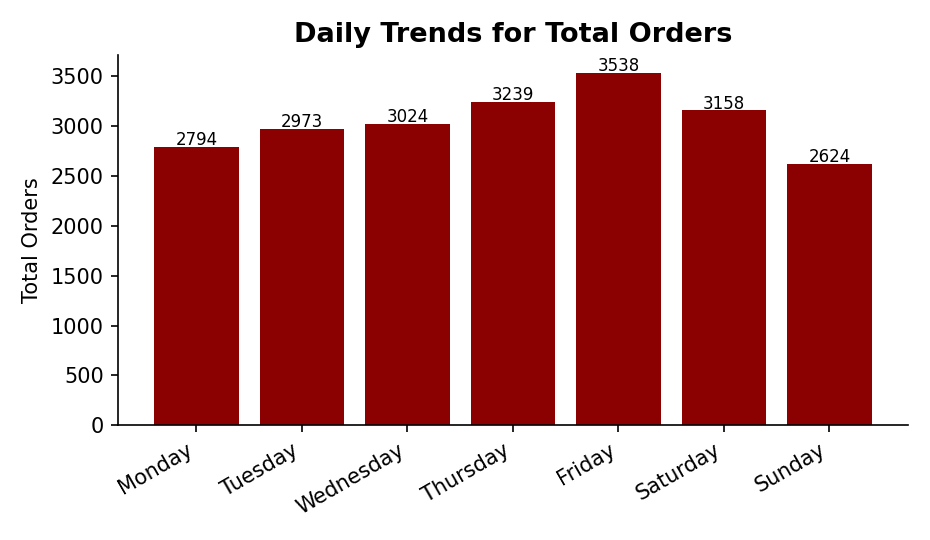 Daily Trends for Total Orders
Total Orders
3500
3000
2500
2000
1500
1000
500
0
2794
2973
3024
3239
3538
3158
2624
Monday
Tuesday
Wednesday
Thursday
Friday
Saturday
Sunday